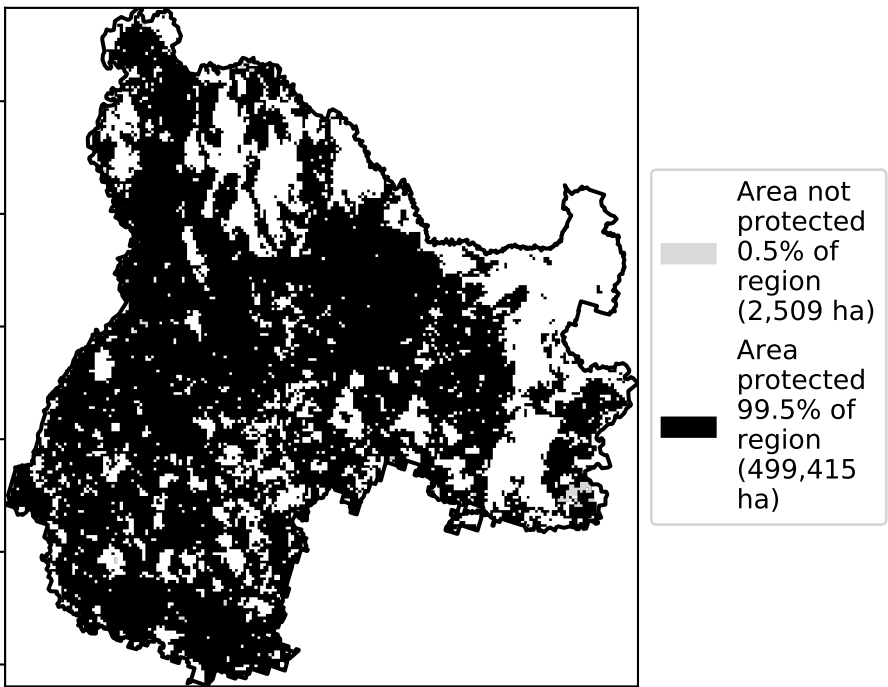 Area not
protected
0.5% of
region
(2,509 ha)
Area
protected
99.5% of
region
(499,415
ha)